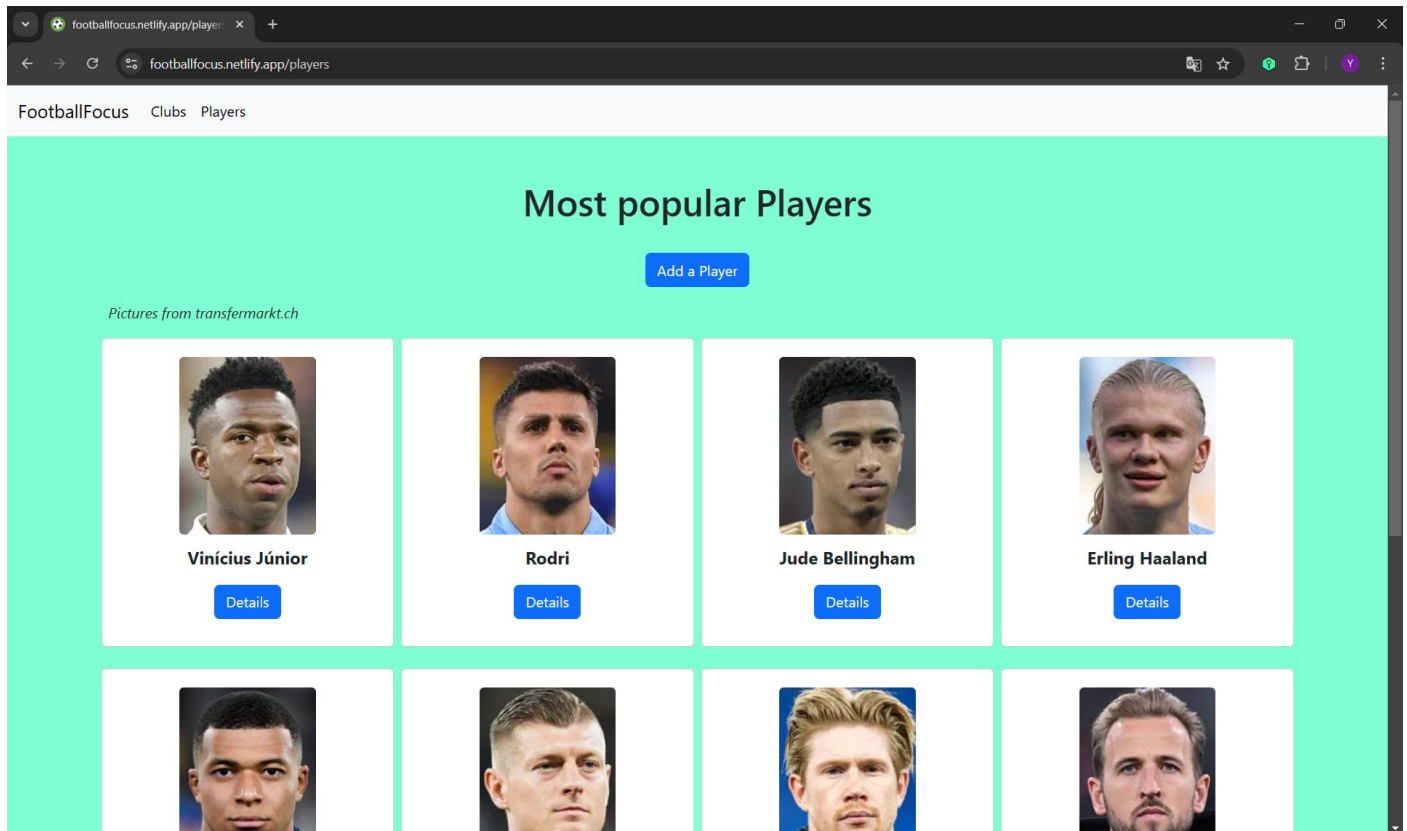 footballfocus.netlify.app/player
footballfocus.netlify.app/players
Y
FootballFocus Clubs Players
Most popular Players
Add a Player
Pictures from transfermarkt.ch
Vinícius Júnior Rodri Jude Bellingham Erling Haaland
Details Details Details Details